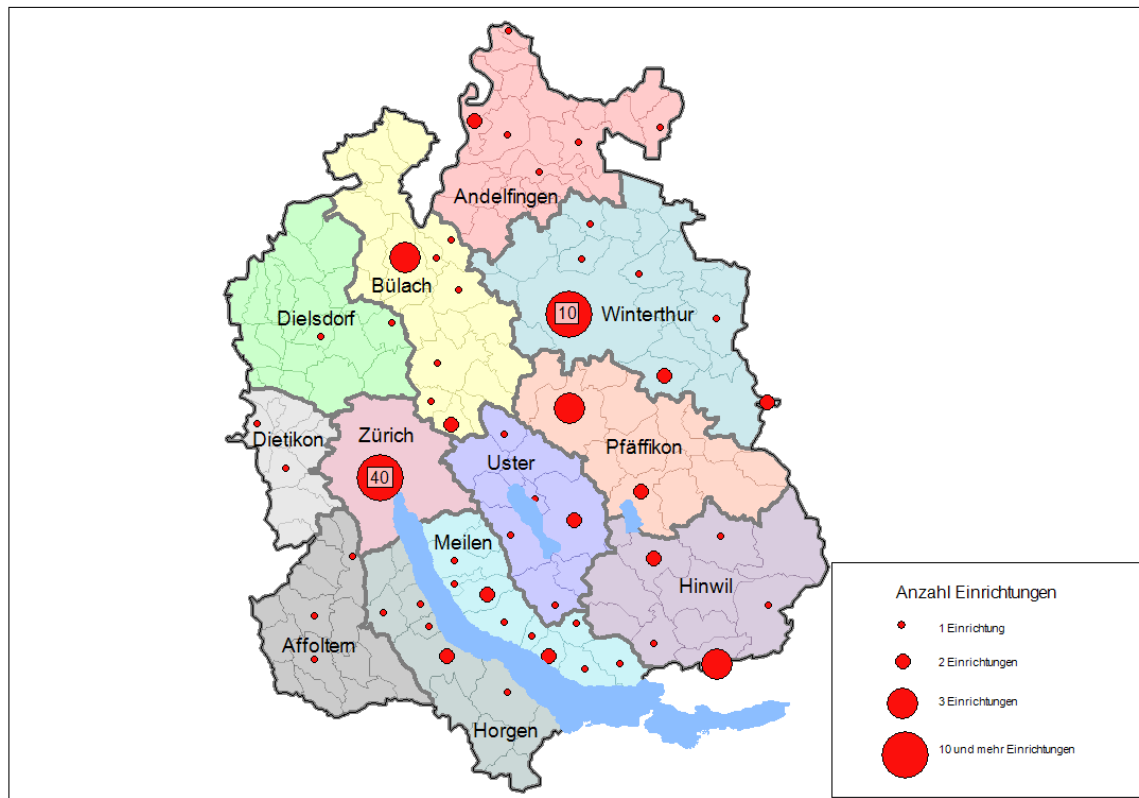 Andelfingen
Bülach
Dielsdorf
10
Winterthur
Dietikon
Zürich
40
Uster
Pfäffikon
Meilen
Hinwil
Affoltern
Horgen
Anzahl Einrichtungen
1 Einrichtung
2 Einrichtungen
3 Einrichtungen
10 und mehr Einrichtungen